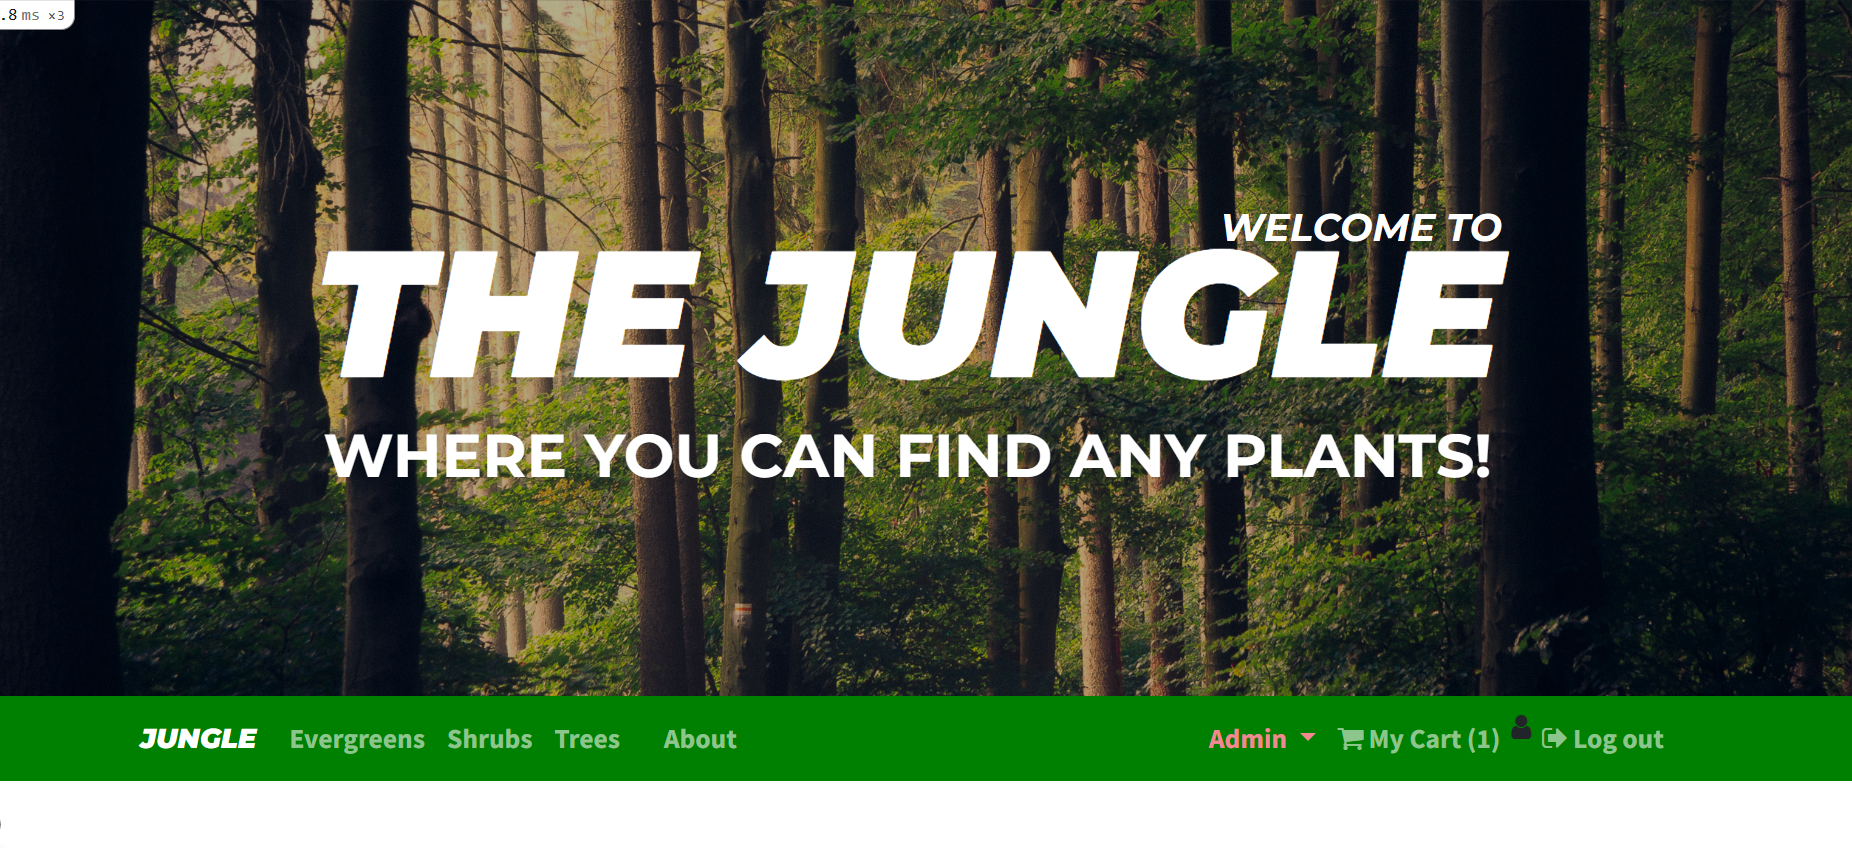 .8 ms ×3
WELCOME TO
THE JUNGLE
WHERE YOU CAN FIND ANY PLANTS!
JUNGLE Evergreens Shrubs Trees About Admin My Cart (1) Log out